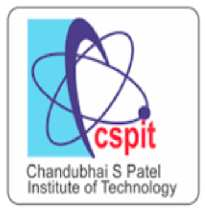 cspit
Chandubhai S Patel
Institute of Technology